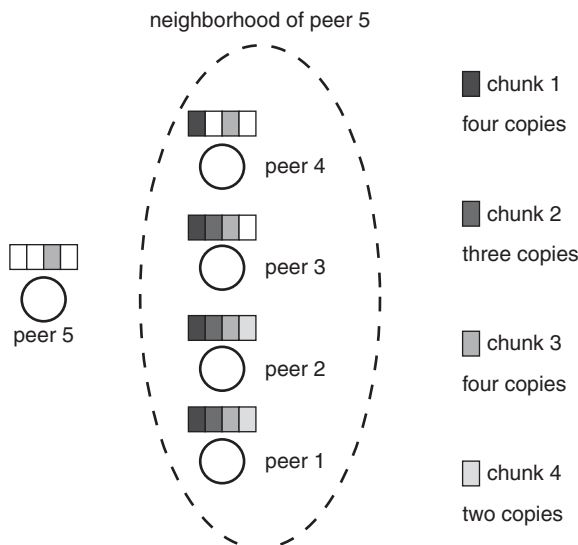 neighborhood of peer 5
peer 4
peer 3
peer 2
peer 1
peer 5
chunk 1
four copies
chunk 2
three copies
chunk 3
four copies
chunk 4
two copies